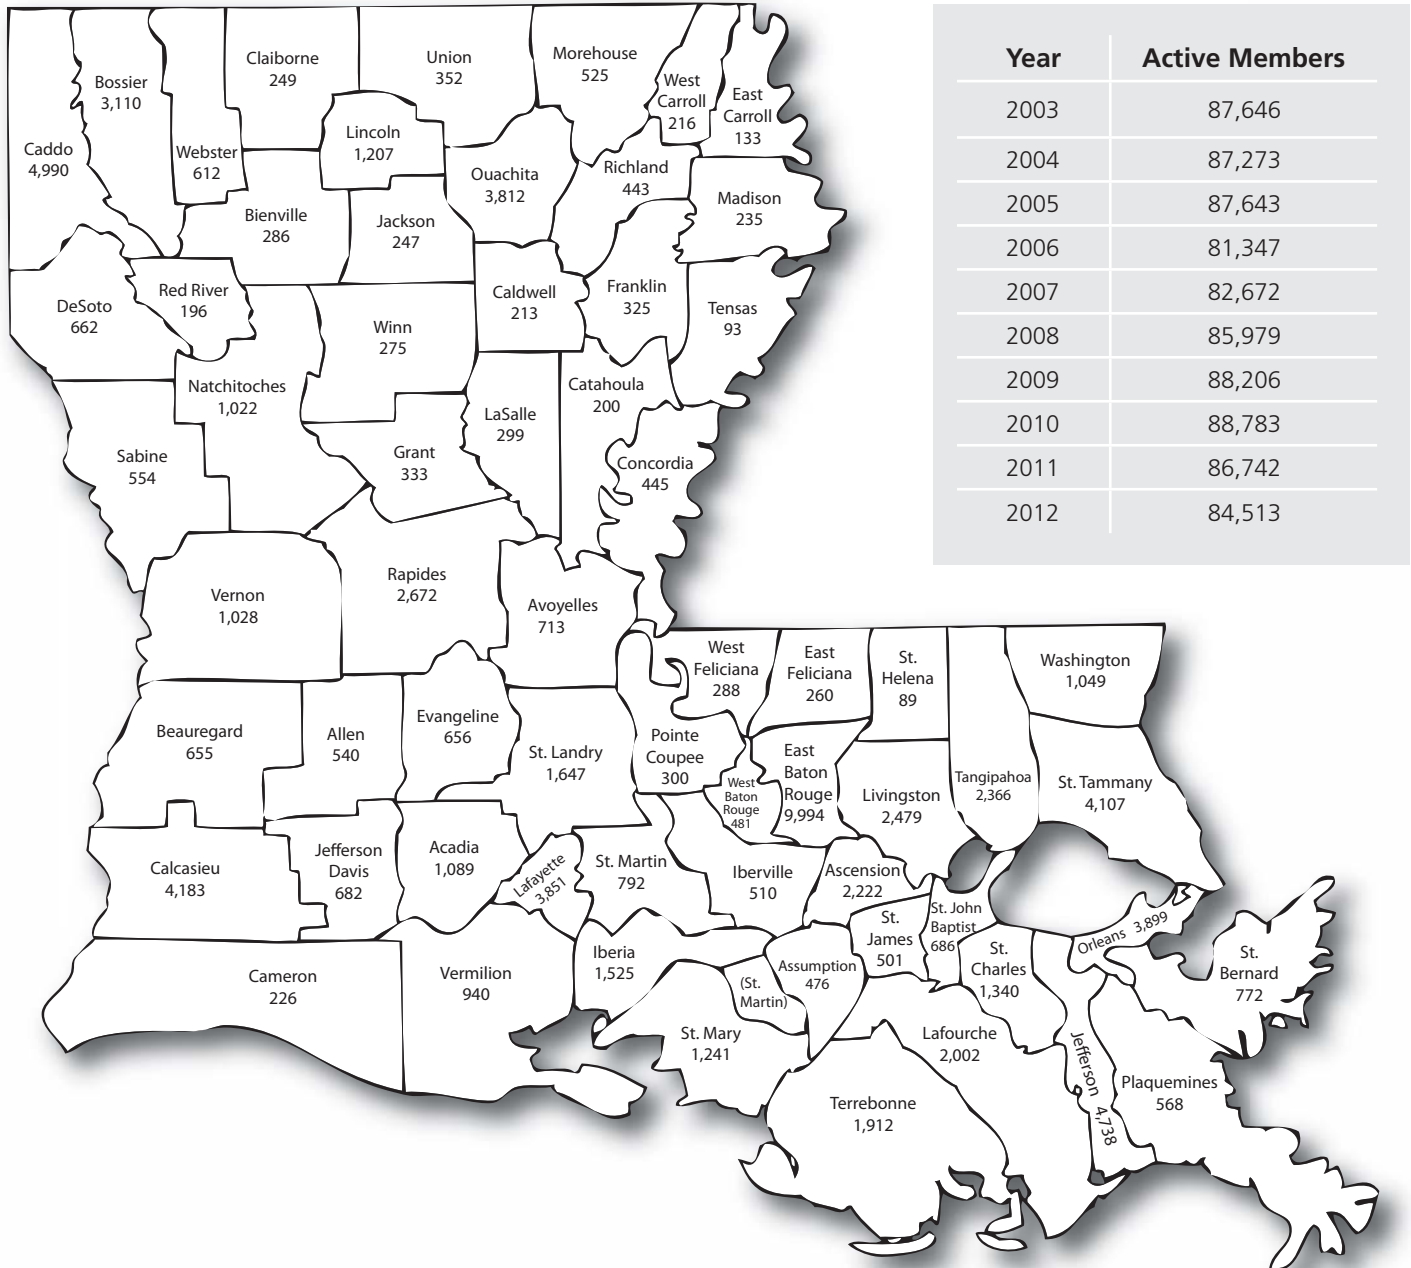 Year Active Members
2003 87,646
2004 87,273
2005 87,643
2006 81,347
2007 82,672
2008 85,979
2009 88,206
2010 88,783
2011 86,742
2012 84,513
Caddo
4,990
Bossier
3,110
Webster
612
Claiborne
249
Union
352
Lincoln
1,207
Morehouse
525
West
Carroll
216
East
Carroll
133
Ouachita
3,812
Richland
443
Madison
235
Bienville
286
Jackson
247
DeSoto
662
Red River
196
Winn
275
Caldwell
213
Franklin
325
Tensas
93
Natchitoches
1,022
Sabine
554
Grant
333
LaSalle
299
Catahoula
200
Concordia
445
Vernon
1,028
Rapides
2,672
Avoyelles
713
West
Feliciana
288
East
Feliciana
260
St.
Helena
89
Washington
1,049
Beauregard
655
Allen
540
Evangeline
656
St. Landry
1,647
Pointe
Coupee
300
West
Baton
Rouge
481
East
Baton
Rouge
9,994
Livingston
2,479
Tangipahoa
2,366
St. Tammany
4,107
Calcasieu
4,183
Jefferson
Davis
682
Acadia
1,089
Lafayette
3,851
St. Martin
792
Iberville
510
Ascension
2,222
St.
James
501
St. John
Baptist
686
St.
Charles
1,340
Orleans 3,899
St.
Bernard
772
Cameron
226
Vermilion
940
Iberia
1,525
(St.
Martin)
Assumption
476
St. Mary
1,241
Lafourche
2,002
Terrebonne
1,912
Jefferson 4,738
Plaquemines
568